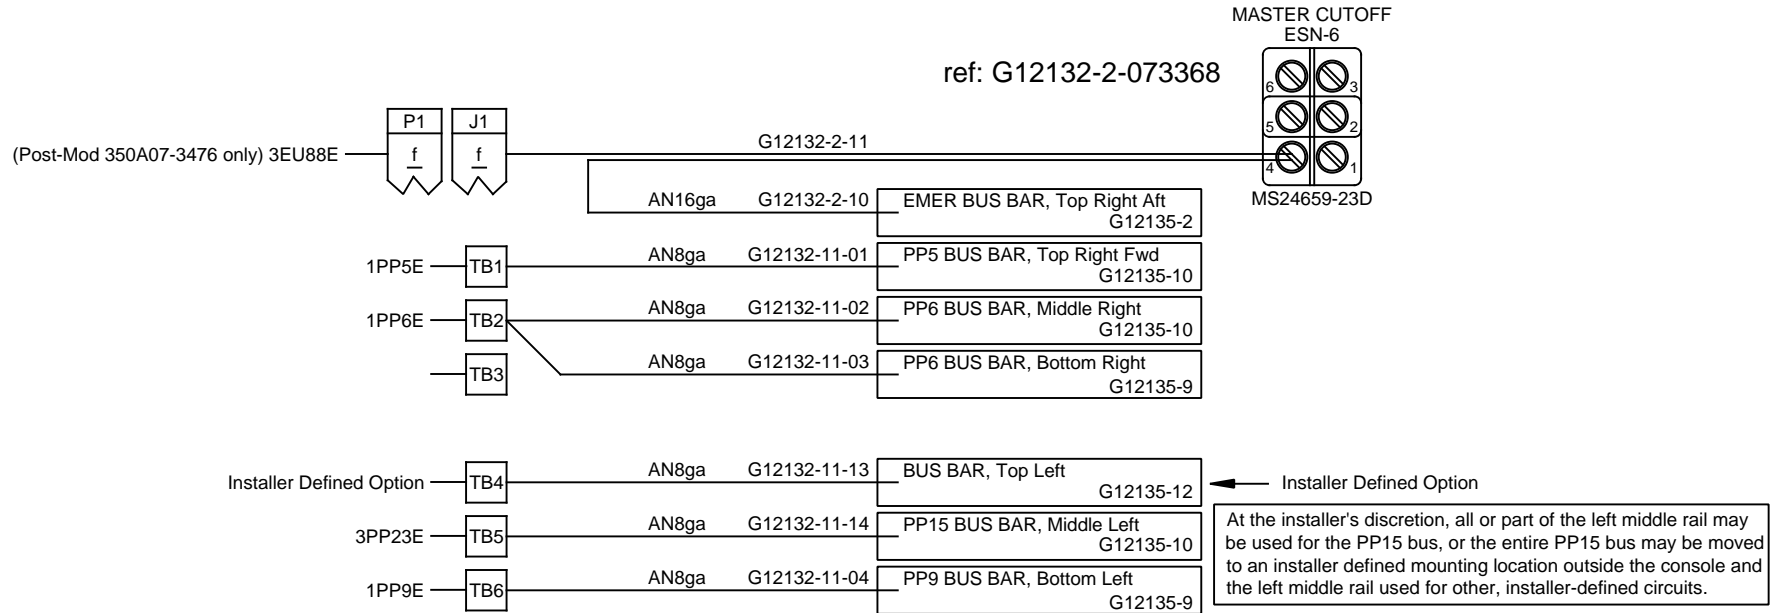 MASTER CUTOFF
ESN-6
ref: G12132-2-073368
6
3
5
2
4
1
MS24659-23D
P1
J1
(Post-Mod 350A07-3476 only) 3EU88E
f
f
G12132-2-11
AN16ga G12132-2-10 EMER BUS BAR, Top Right Aft
G12135-2
1PP5E TB1 AN8ga G12132-11-01 PP5 BUS BAR, Top Right Fwd
G12135-10
1PP6E TB2 AN8ga G12132-11-02 PP6 BUS BAR, Middle Right
G12135-10
TB3 AN8ga G12132-11-03 PP6 BUS BAR, Bottom Right
G12135-9
Installer Defined Option TB4 AN8ga G12132-11-13 BUS BAR, Top Left
G12135-12
Installer Defined Option
3PP23E TB5 AN8ga G12132-11-14 PP15 BUS BAR, Middle Left
G12135-10
1PP9E TB6 AN8ga G12132-11-04 PP9 BUS BAR, Bottom Left
G12135-9
At the installer's discretion, all or part of the left middle rail may
be used for the PP15 bus, or the entire PP15 bus may be moved
to an installer defined mounting location outside the console and
the left middle rail used for other, installer-defined circuits.